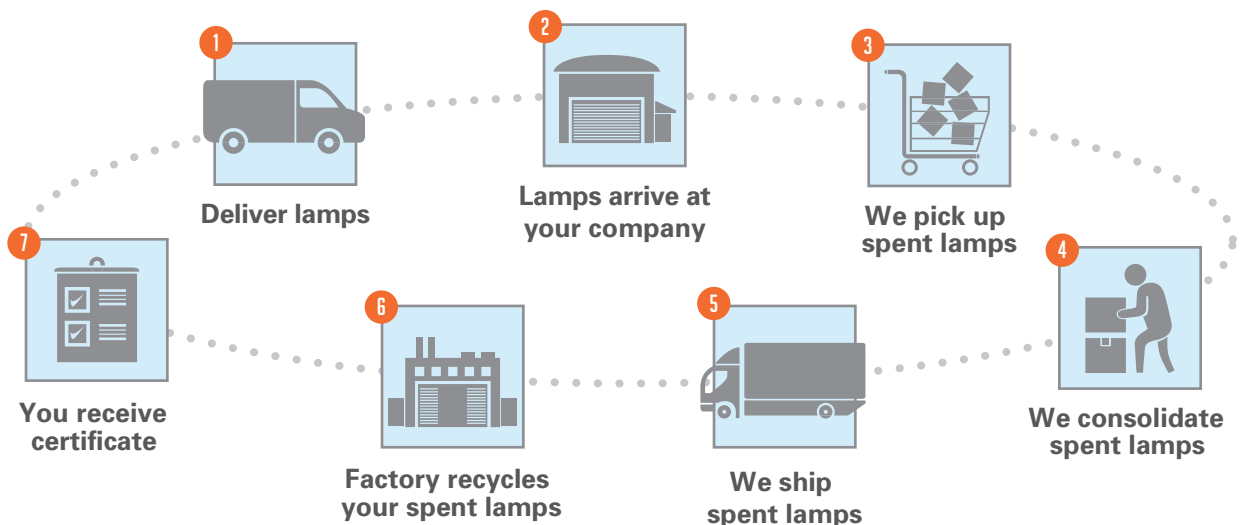 1
Deliver lamps
2
Lamps arrive at
your company
3
We pick up
spent lamps
4
We consolidate
spent lamps
5
We ship
spent lamps
6
Factory recycles
your spent lamps
7
You receive
certificate